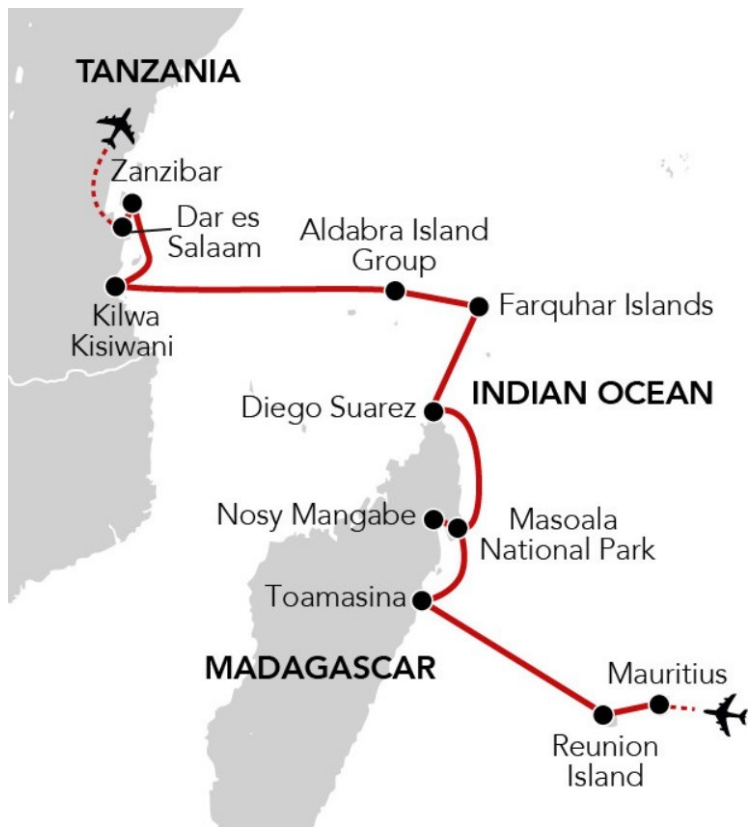 TANZANIA
Zanzibar
Dar es
Salaam
Aldabra Island
Group
Farquhar Islands
Kilwa
Kisiwani
INDIAN OCEAN
Diego Suarez
Nosy Mangabe
Masoala
National Park
Toamasina
MADAGASCAR
Mauritius
Reunion
Island